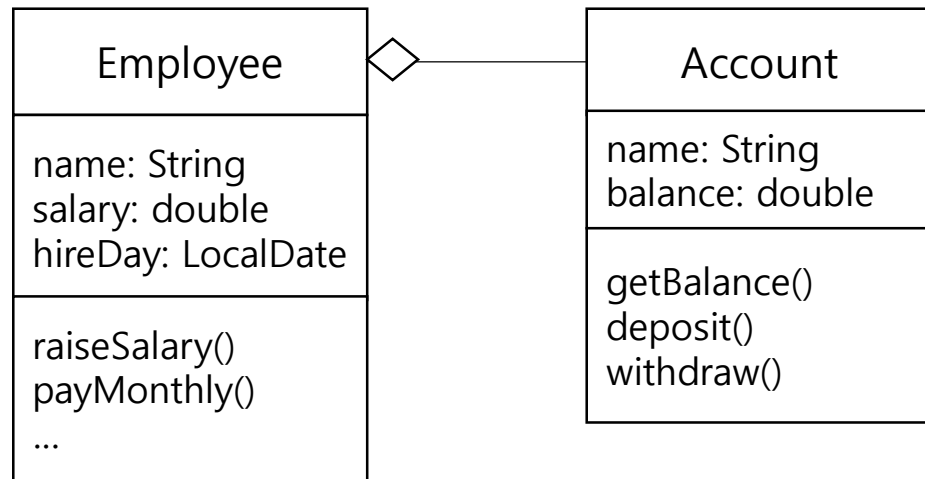 Employee
name: String
salary: double
hireDay: LocalDate
raiseSalary()
payMonthly()
...
Account
name: String
balance: double
getBalance()
deposit()
withdraw()